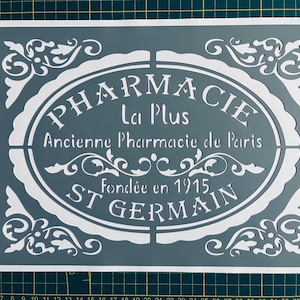 PHARMACIE
La Plus
Ancienne Pharmacie de Paris
Fondée en 1915
ST GERMAIN